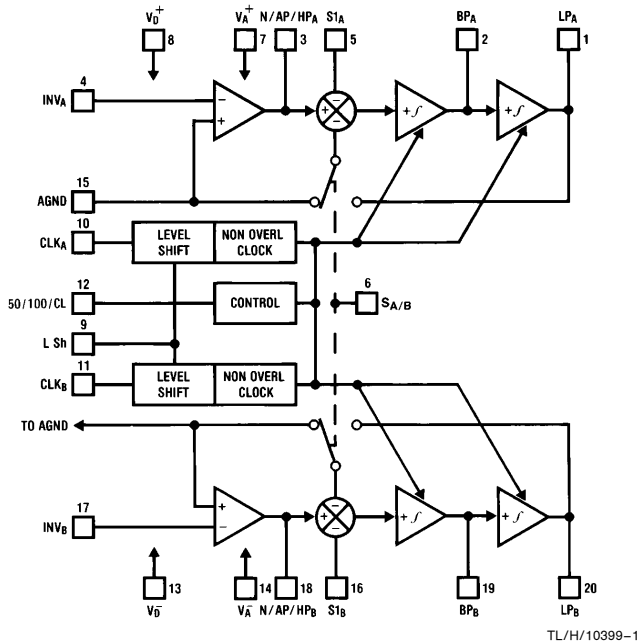 V_D^+ V_A^+ N/AP/HP_A S1_A BP_A LP_A
8 7 3 5 2 1
4
INV_A
− + + − − +∫ +∫
15
AGND
10
CLK_A LEVEL SHIFT NON OVERL CLOCK
12
50/100/CL CONTROL
6
S_A/B
9
L Sh
11
CLK_B LEVEL SHIFT NON OVERL CLOCK
TO AGND
17
INV_B
+ − − + − +∫ +∫
13 14 18 16 19 20
V_D^− V_A^− N/AP/HP_B S1_B BP_B LP_B
TL/H/10399–1